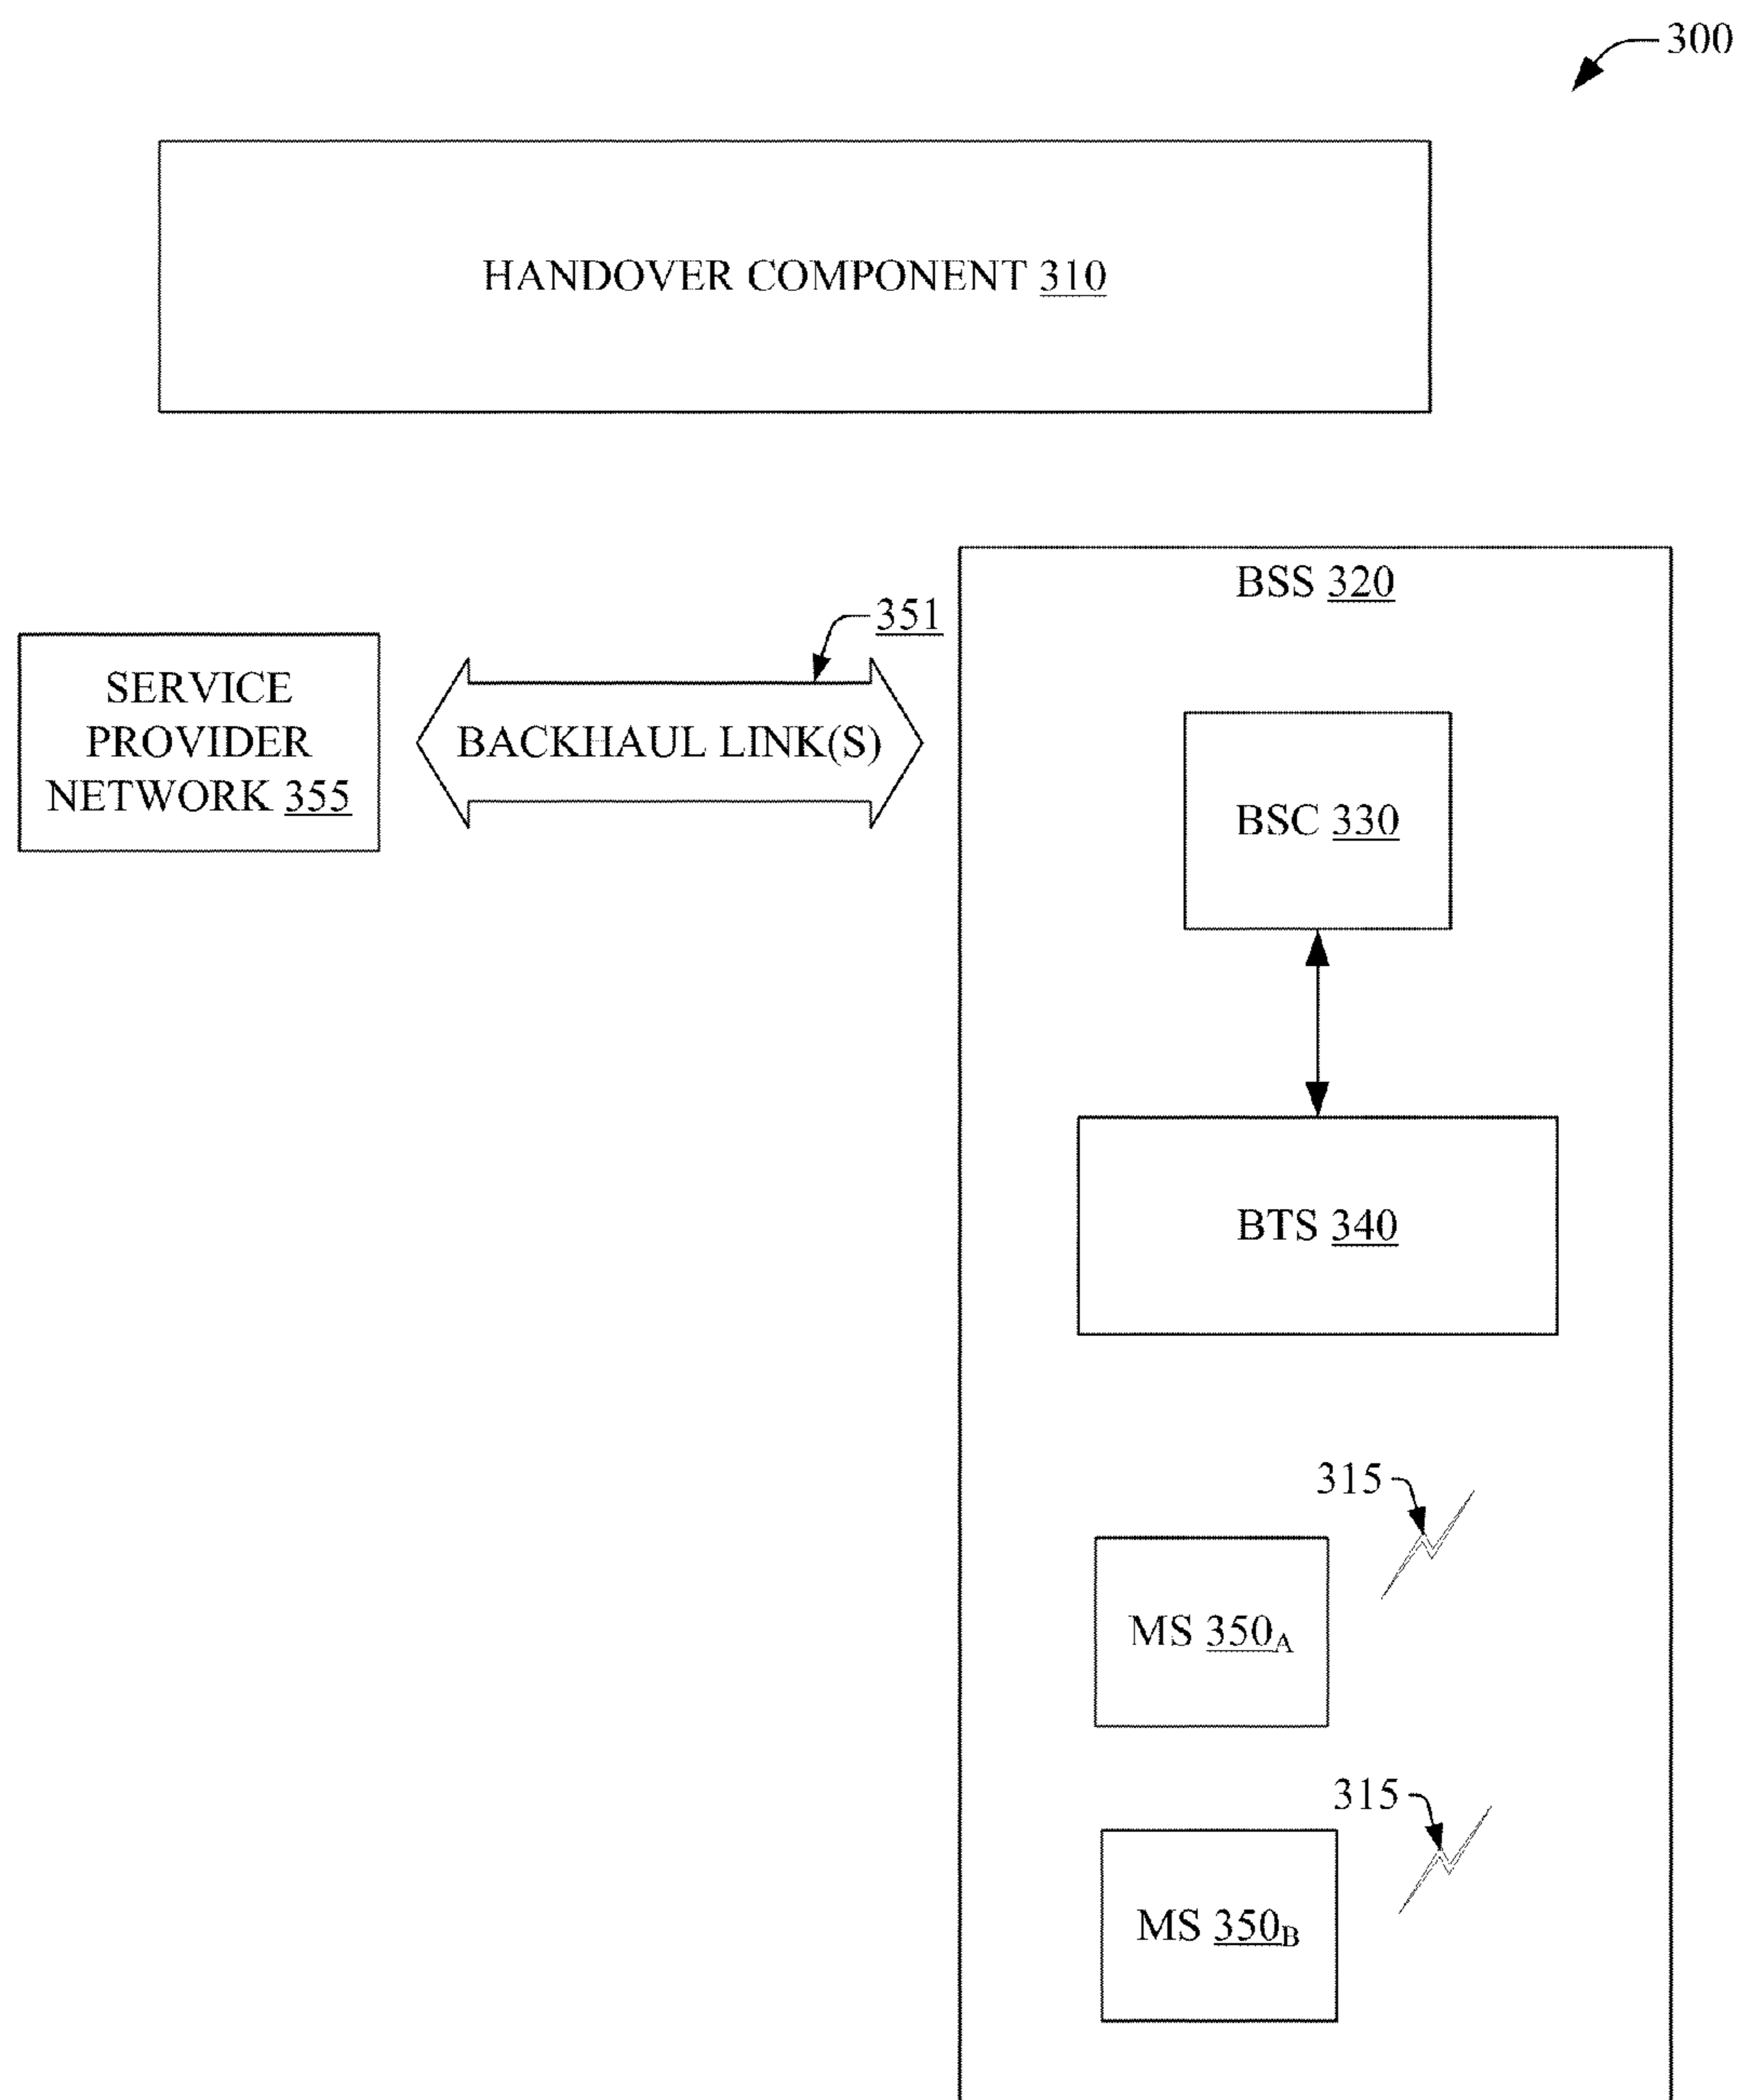 300
HANDOVER COMPONENT 310
BSS 320
351
SERVICE
PROVIDER
NETWORK 355
BACKHAUL LINK(S)
BSC 330
BTS 340
315
MS 350A
315
MS 350B